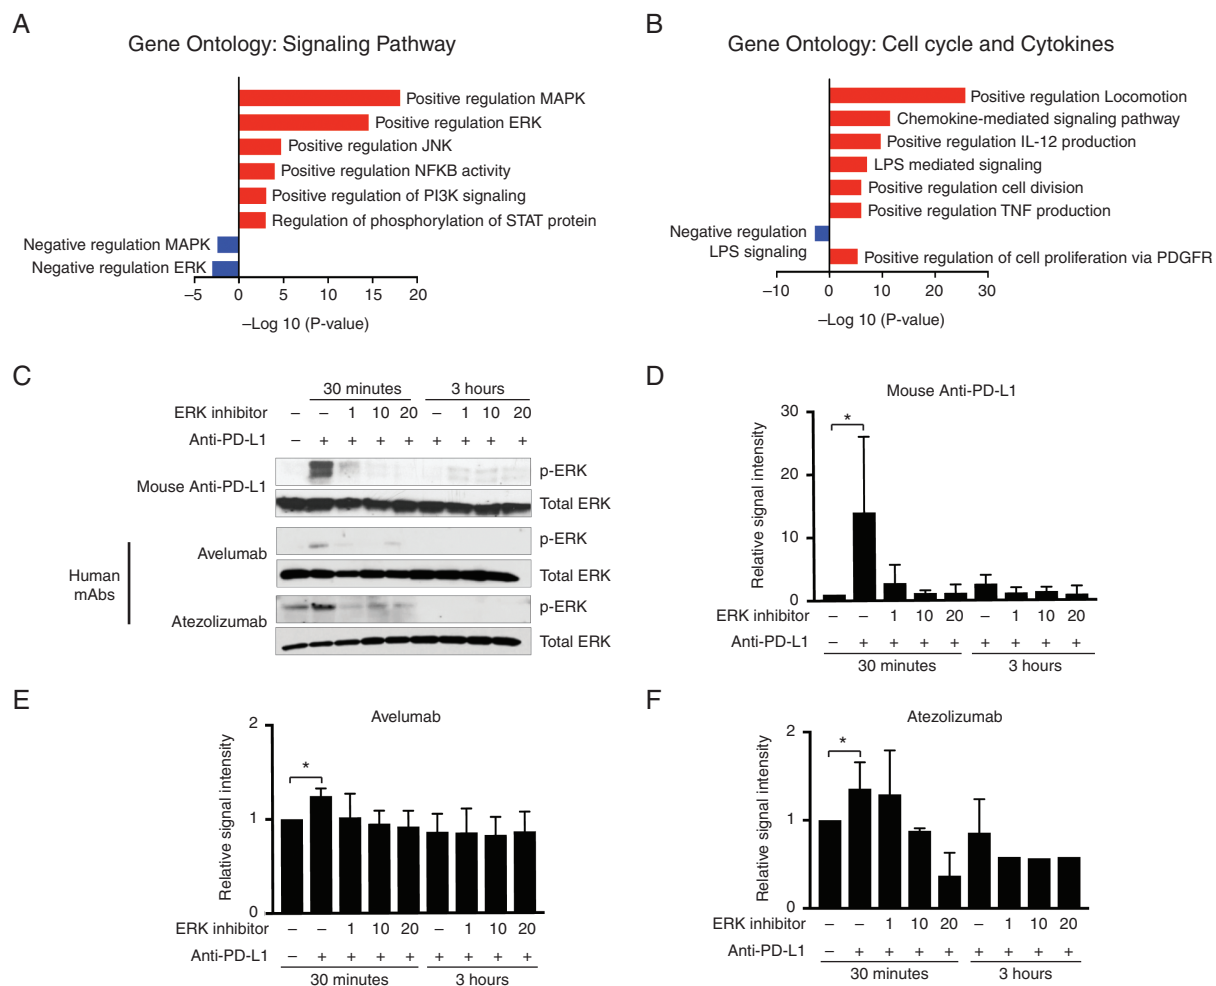 A
Gene Ontology: Signaling Pathway
Positive regulation MAPK
Positive regulation ERK
Positive regulation JNK
Positive regulation NFKB activity
Positive regulation of PI3K signaling
Regulation of phosphorylation of STAT protein
Negative regulation MAPK
Negative regulation ERK
–5 0 5 10 15 20
–Log 10 (P-value)
B
Gene Ontology: Cell cycle and Cytokines
Positive regulation Locomotion
Chemokine-mediated signaling pathway
Positive regulation IL-12 production
LPS mediated signaling
Positive regulation cell division
Positive regulation TNF production
Negative regulation
LPS signaling
Positive regulation of cell proliferation via PDGFR
–10 0 10 20 30
–Log 10 (P-value)
C
30 minutes 3 hours
ERK inhibitor – – 1 10 20 – 1 10 20
Anti-PD-L1 – + + + + + + + +
Mouse Anti-PD-L1
p-ERK
Total ERK
Human
mAbs
Avelumab
p-ERK
Total ERK
Atezolizumab
p-ERK
Total ERK
D
Mouse Anti-PD-L1
Relative signal intensity
30
20
10
0
*
ERK inhibitor – – 1 10 20 – 1 10 20
Anti-PD-L1 – + + + + + + + +
30 minutes 3 hours
E
Avelumab
Relative signal intensity
2
1
0
*
ERK inhibitor – – 1 10 20 – 1 10 20
Anti-PD-L1 – + + + + + + + +
30 minutes 3 hours
F
Atezolizumab
Relative signal intensity
2
1
0
*
ERK inhibitor – – 1 10 20 – 1 10 20
Anti-PD-L1 – + + + + + + + +
30 minutes 3 hours